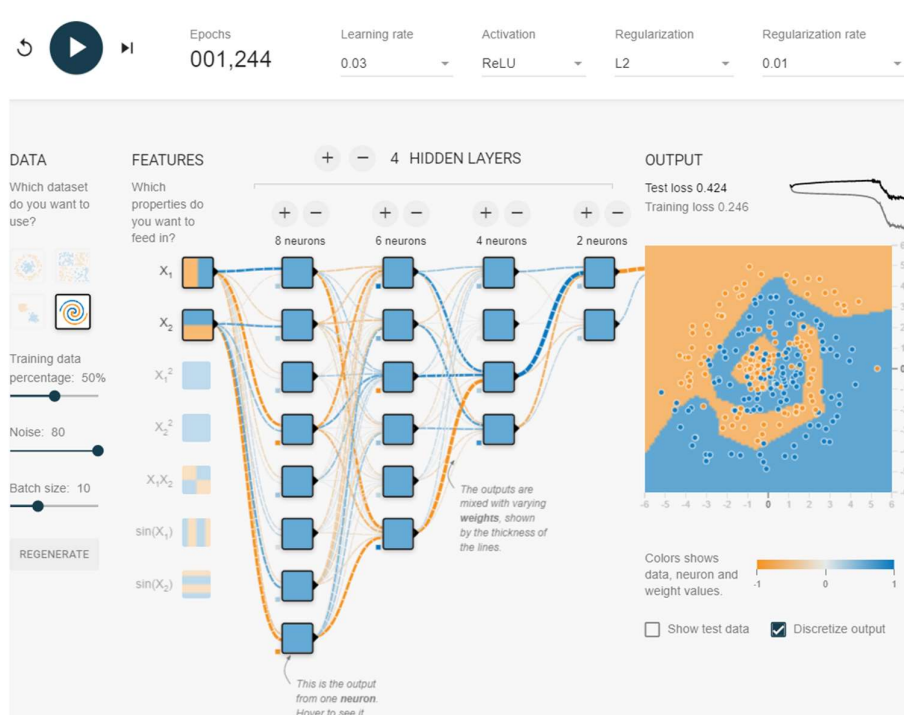 Epochs
001,244
Learning rate
0.03
Activation
ReLU
Regularization
L2
Regularization rate
0.01
DATA
Which dataset
do you want to
use?
Training data
percentage: 50%
Noise: 80
Batch size: 10
REGENERATE
FEATURES
Which
properties do
you want to
feed in?
X₁
X₂
X₁²
X₂²
X₁X₂
sin(X₁)
sin(X₂)
+ − 4 HIDDEN LAYERS
+ −
8 neurons
+ −
6 neurons
+ −
4 neurons
+ −
2 neurons
The outputs are
mixed with varying
weights, shown
by the thickness of
the lines.
This is the output
from one neuron.
Hover to see it
OUTPUT
Test loss 0.424
Training loss 0.246
-6 -5 -4 -3 -2 -1 0 1 2 3 4 5 6
Colors shows
data, neuron and
weight values.
-1 0 1
Show test data
Discretize output